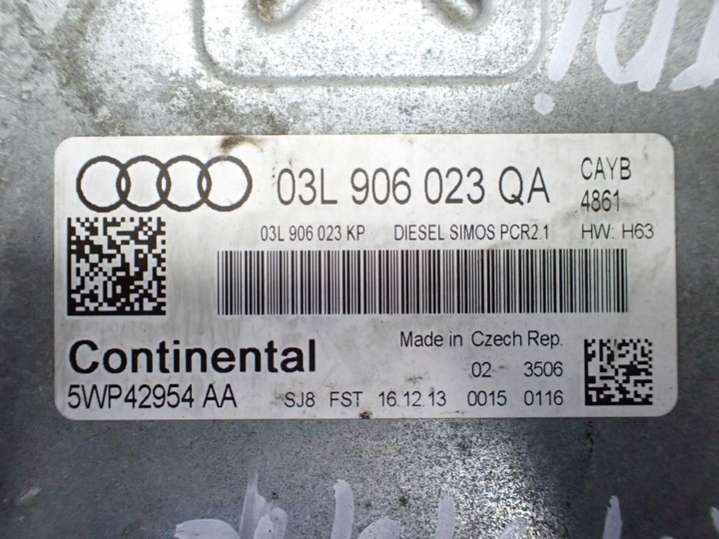 03L 906 023 QA CAYB
4861
03L 906 023 KP DIESEL SIMOS PCR2.1 HW: H63
Continental Made in Czech Rep.
02 3506
5WP42954 AA SJ8 FST 16.12.13 0015 0116